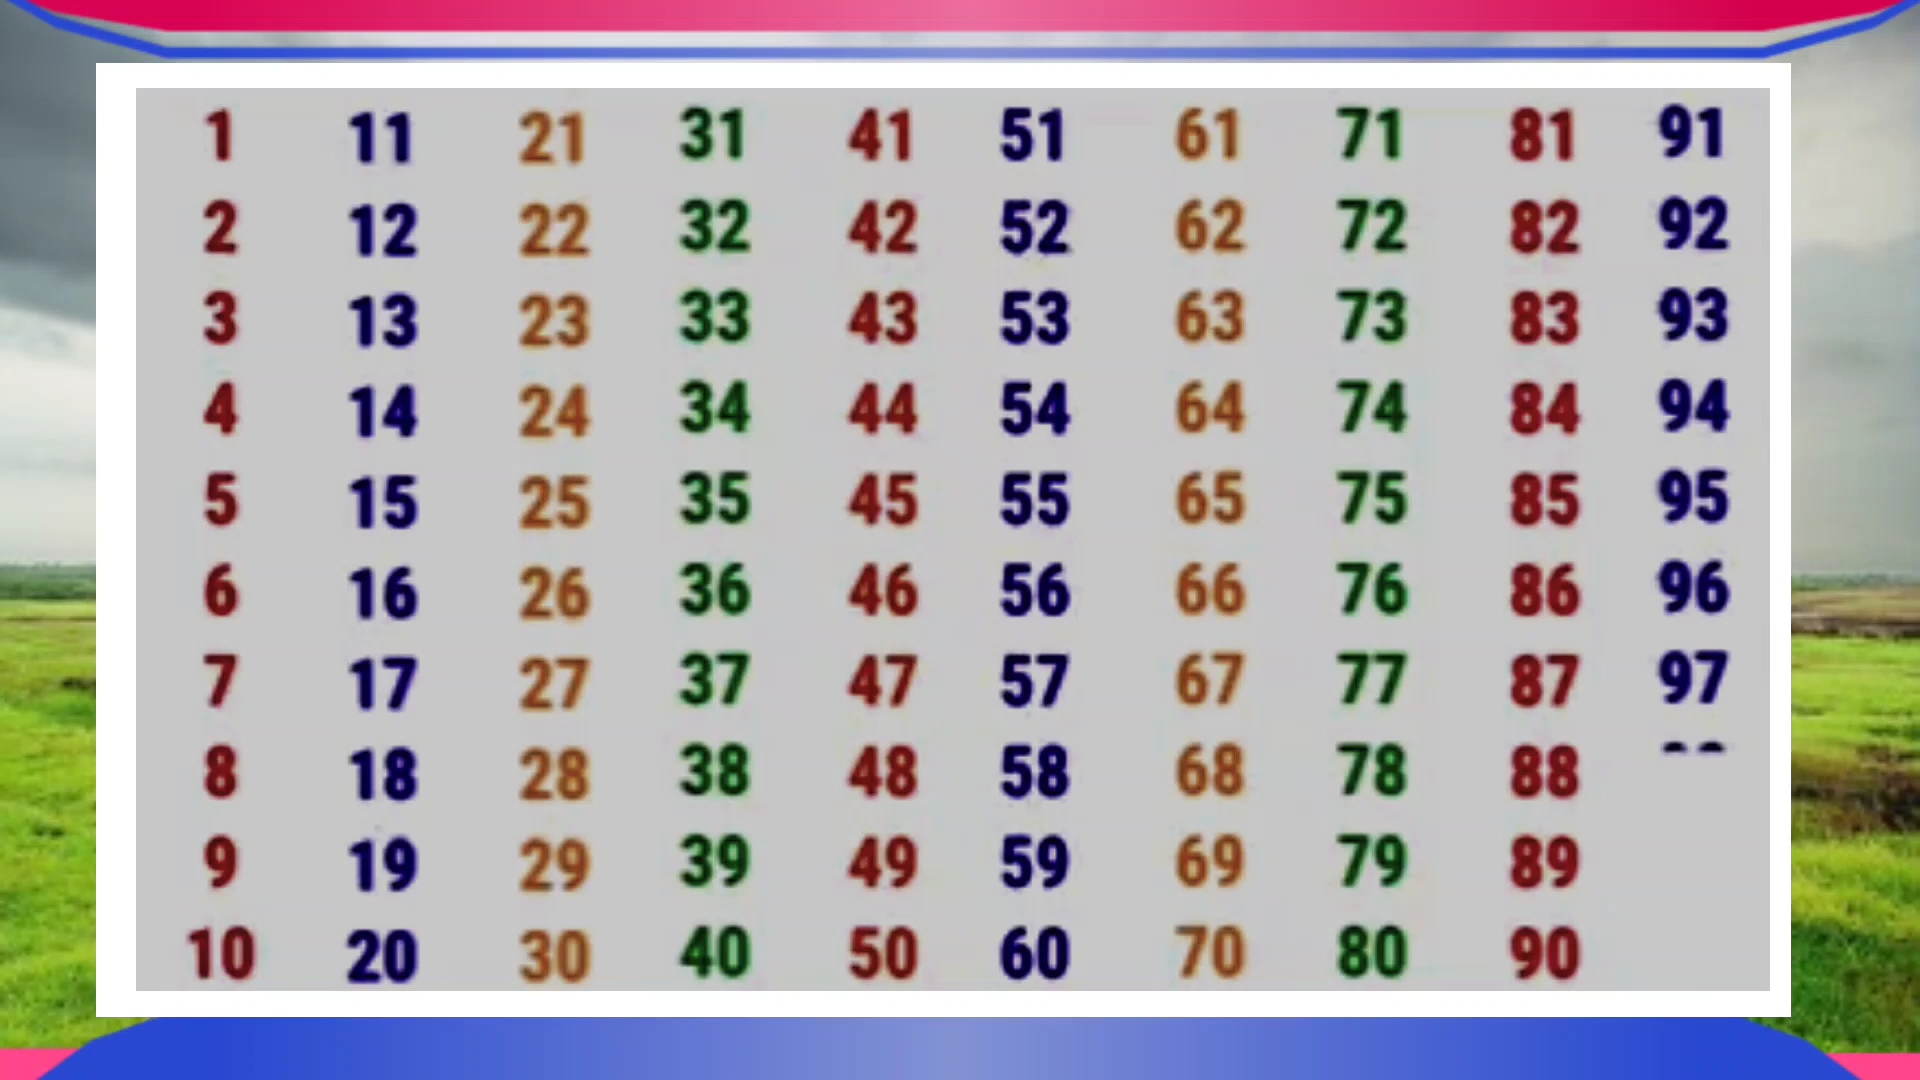 1 11 21 31 41 51 61 71 81 91
2 12 22 32 42 52 62 72 82 92
3 13 23 33 43 53 63 73 83 93
4 14 24 34 44 54 64 74 84 94
5 15 25 35 45 55 65 75 85 95
6 16 26 36 46 56 66 76 86 96
7 17 27 37 47 57 67 77 87 97
8 18 28 38 48 58 68 78 88
9 19 29 39 49 59 69 79 89
10 20 30 40 50 60 70 80 90